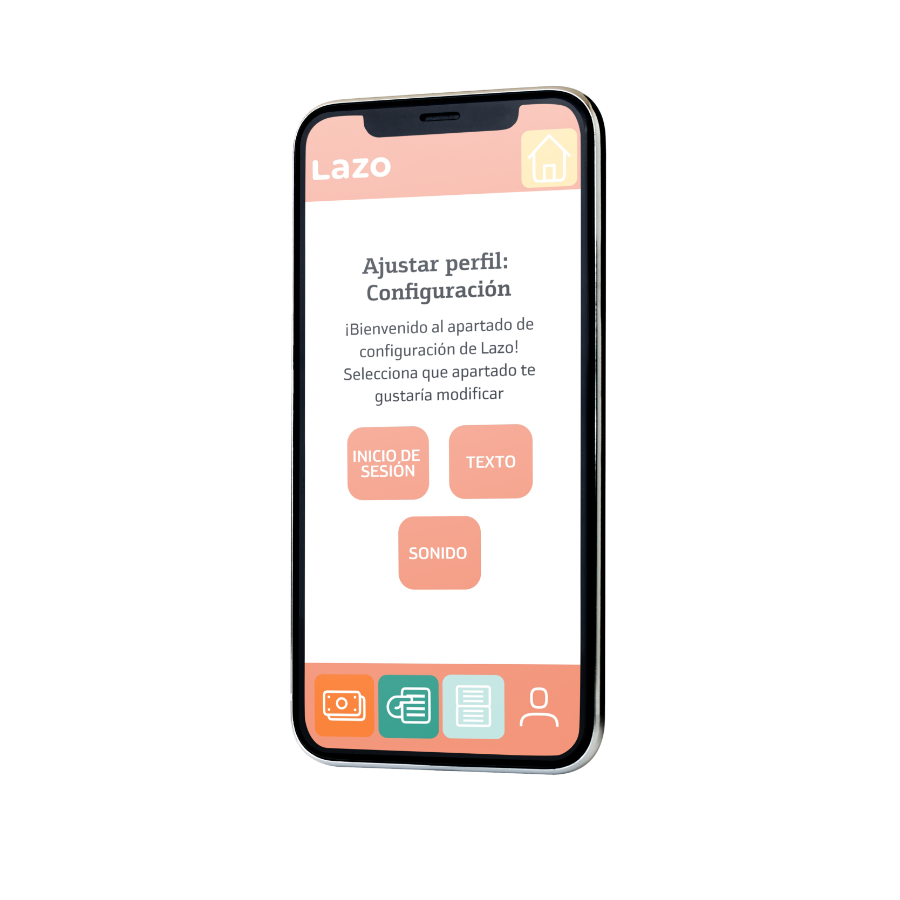 Lazo
Ajustar perfil:
Configuración
¡Bienvenido al apartado de
configuración de Lazo!
Selecciona que apartado te
gustaría modificar
INICIO DE
SESIÓN
TEXTO
SONIDO